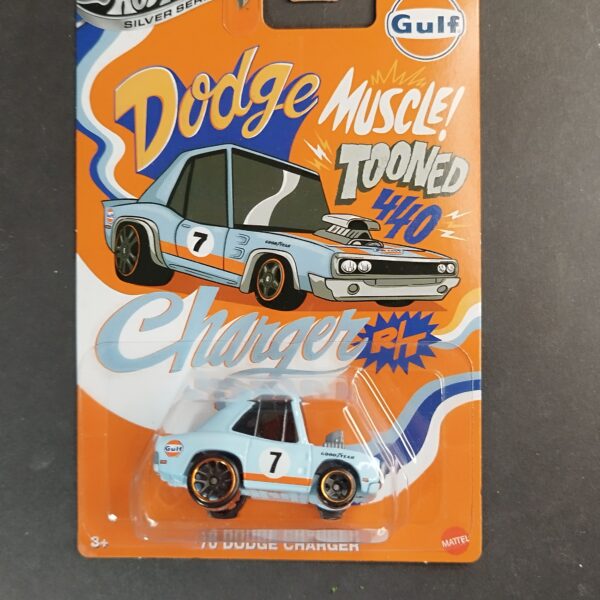 SILVER SERIES
Gulf
Dodge
MUSCLE!
TOONED
440
7
GOODYEAR
Charger
R/T
Gulf
7
GOODYEAR
3+
'70 DODGE CHARGER
MATTEL